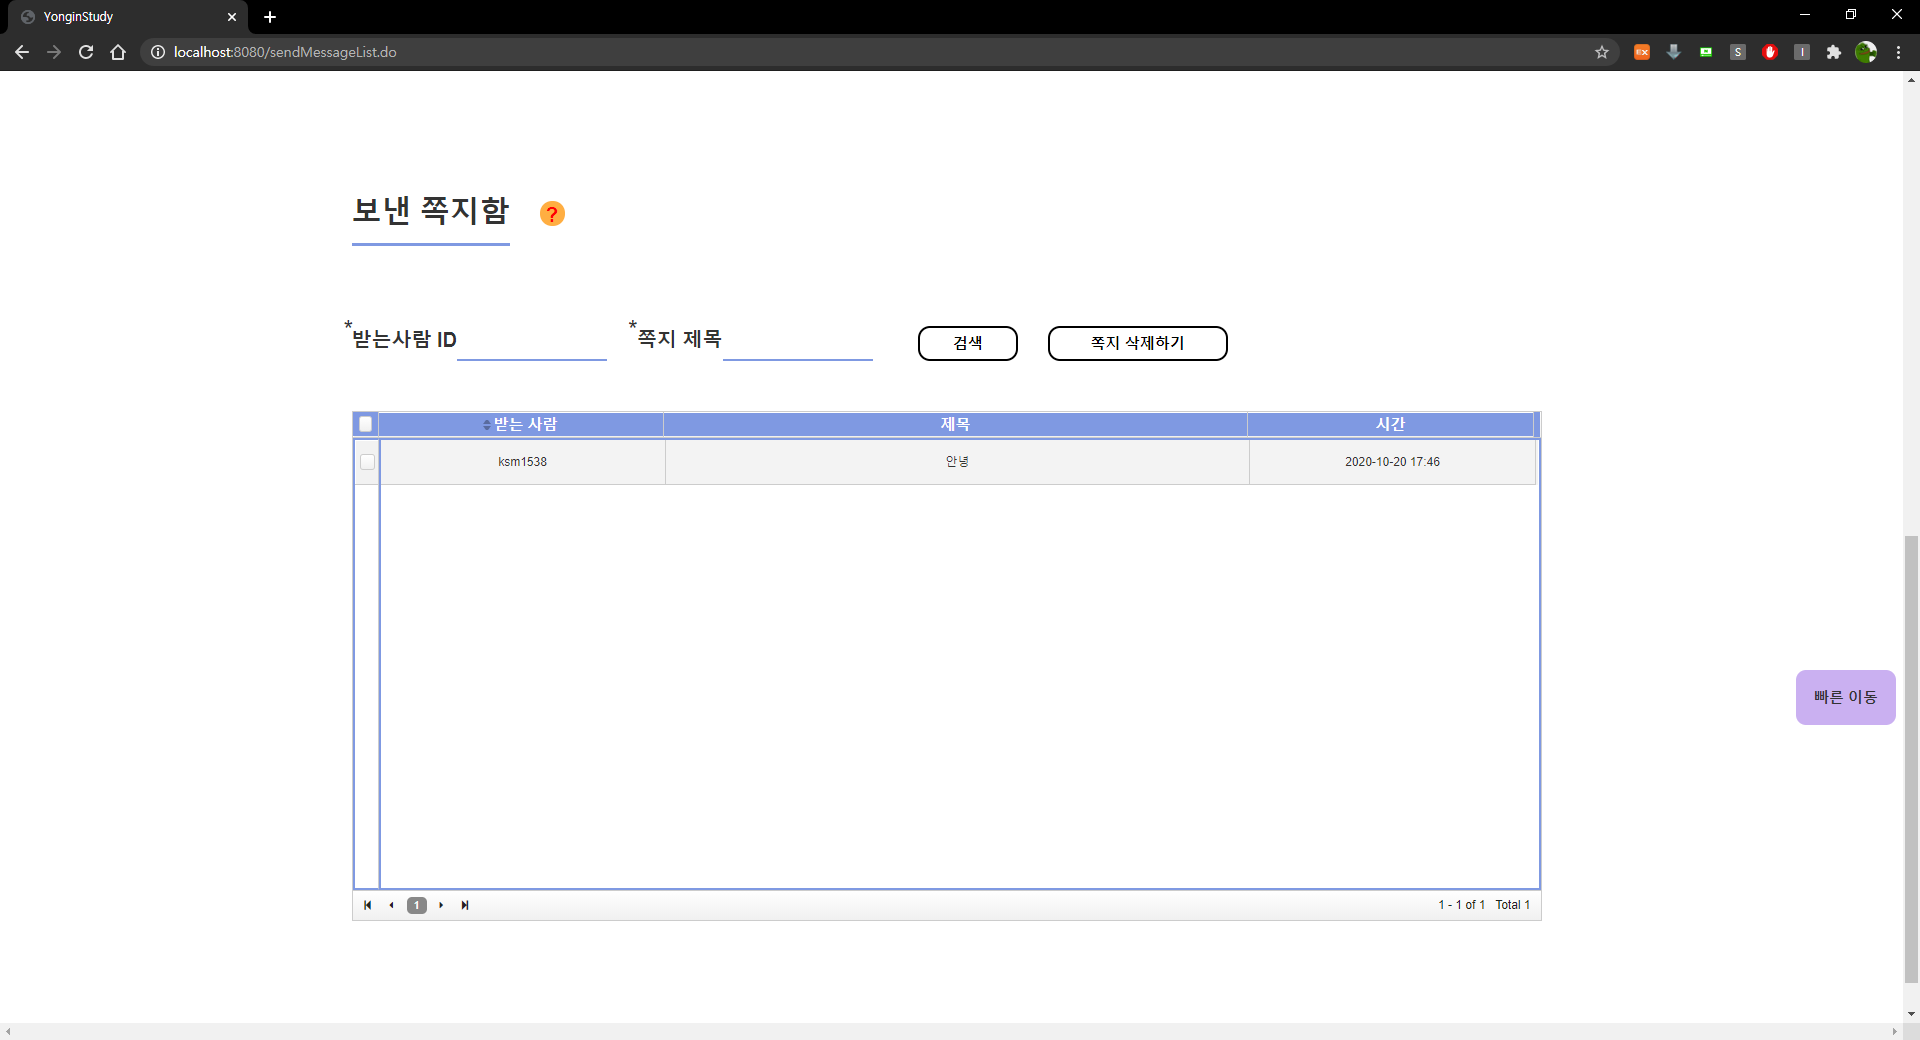 YonginStudy
localhost:8080/sendMessageList.do
EX
S
I
보낸 쪽지함 ?
*받는사람 ID *쪽지 제목 검색 쪽지 삭제하기
받는 사람 제목 시간
ksm1538 안녕 2020-10-20 17:46
빠른 이동
1 1 - 1 of 1 Total 1